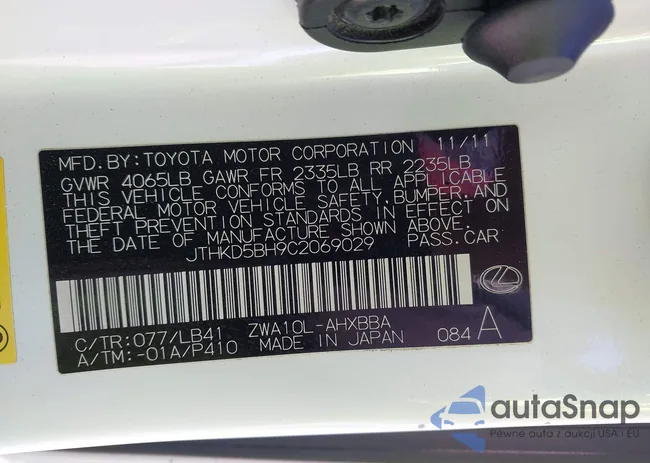 MFD.BY:TOYOTA MOTOR CORPORATION 11/11
GVWR 4065LB GAWR FR 2335LB RR 2235LB
THIS VEHICLE CONFORMS TO ALL APPLICABLE
FEDERAL MOTOR VEHICLE SAFETY,BUMPER,AND
THEFT PREVENTION STANDARDS IN EFFECT ON
THE DATE OF MANUFACTURE SHOWN ABOVE.
JTHKD5BH9C2069029 PASS.CAR
C/TR:077/LB41 ZWA10L-AHXBBA
A/TM:-01A/P410 MADE IN JAPAN 084 A
autaSnap
Pewne auta z aukcji USA i EU